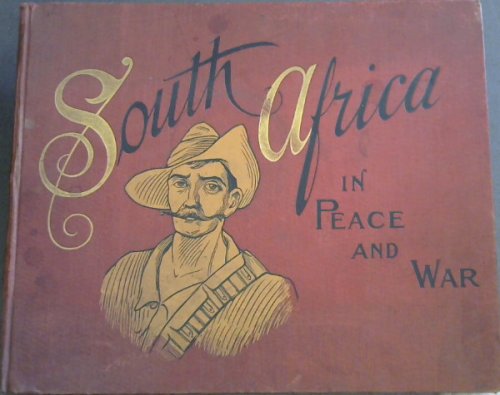 South Africa
IN
PEACE
AND WAR